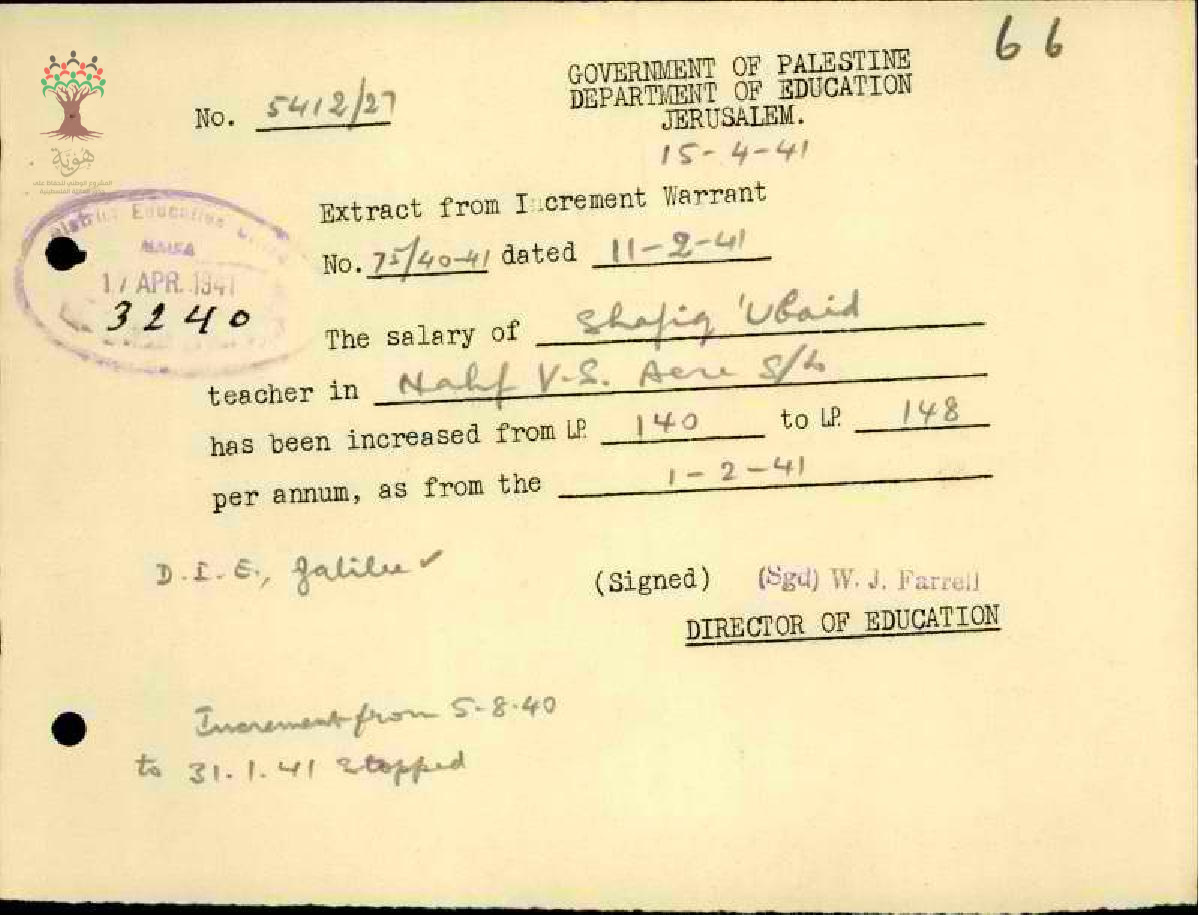 66
GOVERNMENT OF PALESTINE
DEPARTMENT OF EDUCATION
JERUSALEM.
No. 5412/27
15-4-41
هُوِيَّة
Extract from Increment Warrant
District Education
HAIFA
17 APR. 1941
3240
No. 75/40-41 dated 11-2-41
The salary of Shafiq 'Ubaid
teacher in Nahf V.S. Acre S/D
has been increased from LP. 140 to LP. 148
per annum, as from the 1-2-41
D.I.E., Galilee ✓
(Signed) (Sgd) W. J. Farrell
DIRECTOR OF EDUCATION
Increment from 5-8-40
to 31.1.41 stopped